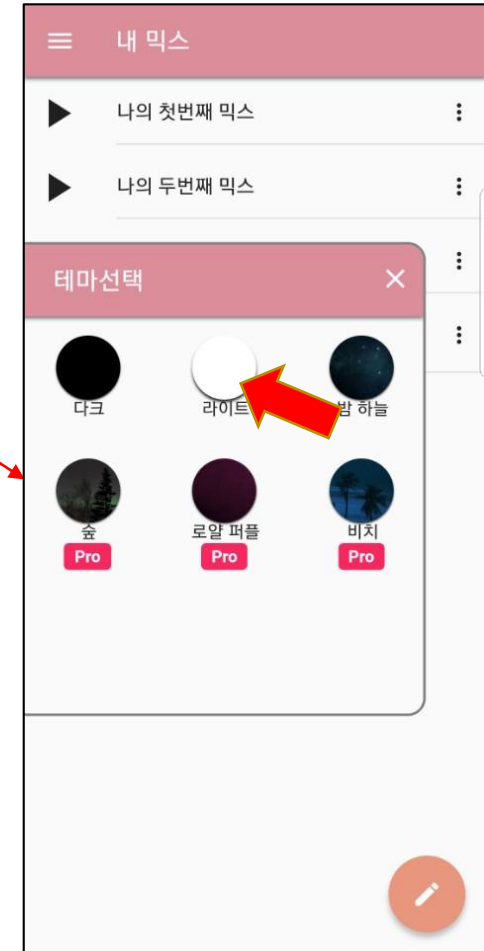 내 믹스
나의 첫번째 믹스
나의 두번째 믹스
테마선택
다크 라이트 밤 하늘
숲 로얄 퍼플 비치
Pro Pro Pro